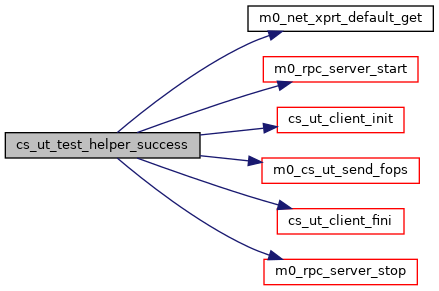 cs_ut_test_helper_success
m0_net_xprt_default_get
m0_rpc_server_start
cs_ut_client_init
m0_cs_ut_send_fops
cs_ut_client_fini
m0_rpc_server_stop